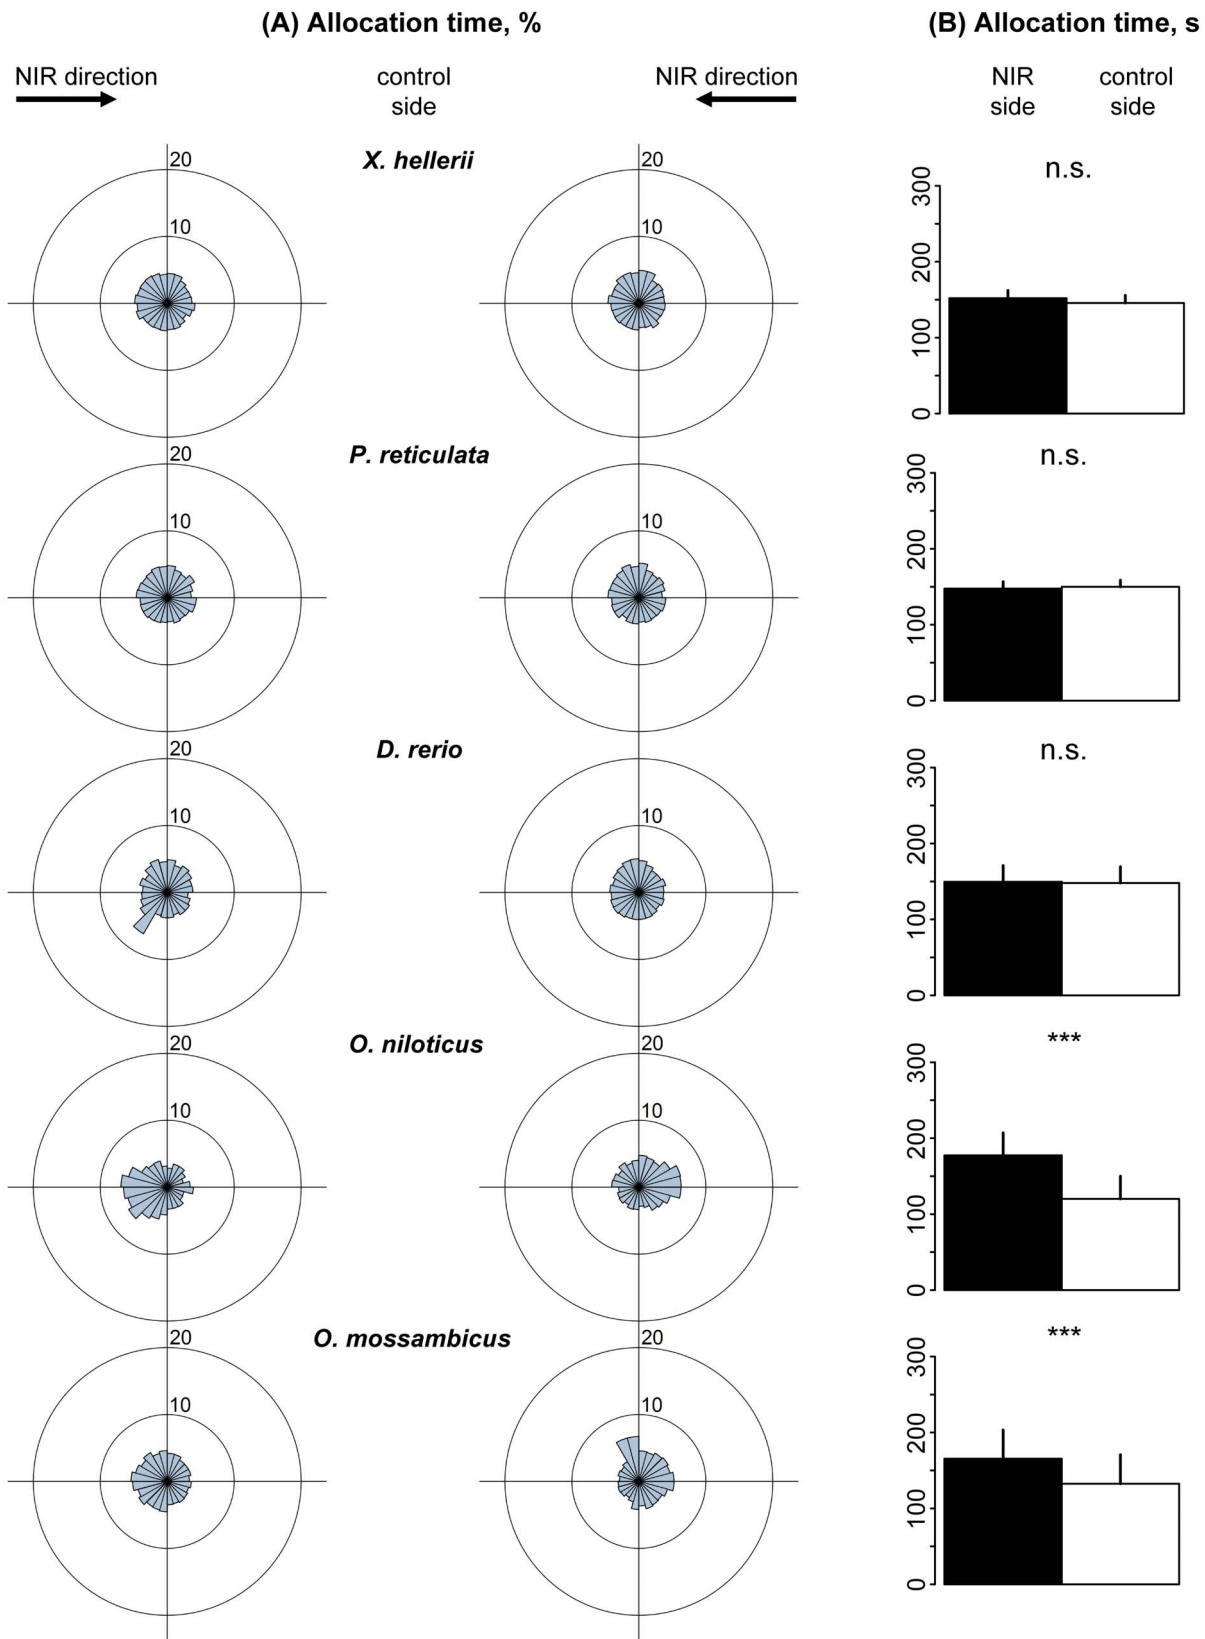 (A) Allocation time, %
(B) Allocation time, s
NIR direction
control
side
NIR direction
NIR
side
control
side
X. hellerii
20
10
20
10
n.s.
0 100 200 300
P. reticulata
20
10
20
10
n.s.
0 100 200 300
D. rerio
20
10
20
10
n.s.
0 100 200 300
O. niloticus
20
10
20
10
***
0 100 200 300
O. mossambicus
20
10
20
10
***
0 100 200 300